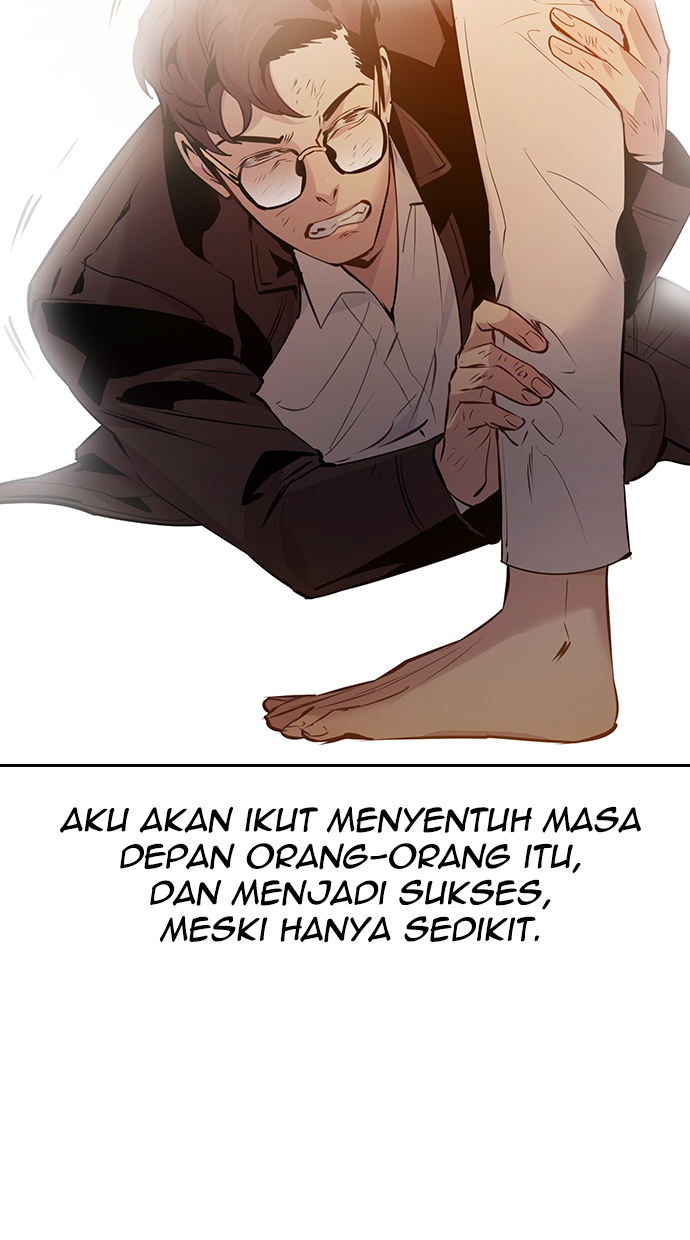 AKU AKAN IKUT MENYENTUH MASA
DEPAN ORANG-ORANG ITU,
DAN MENJADI SUKSES,
MESKI HANYA SEDIKIT.